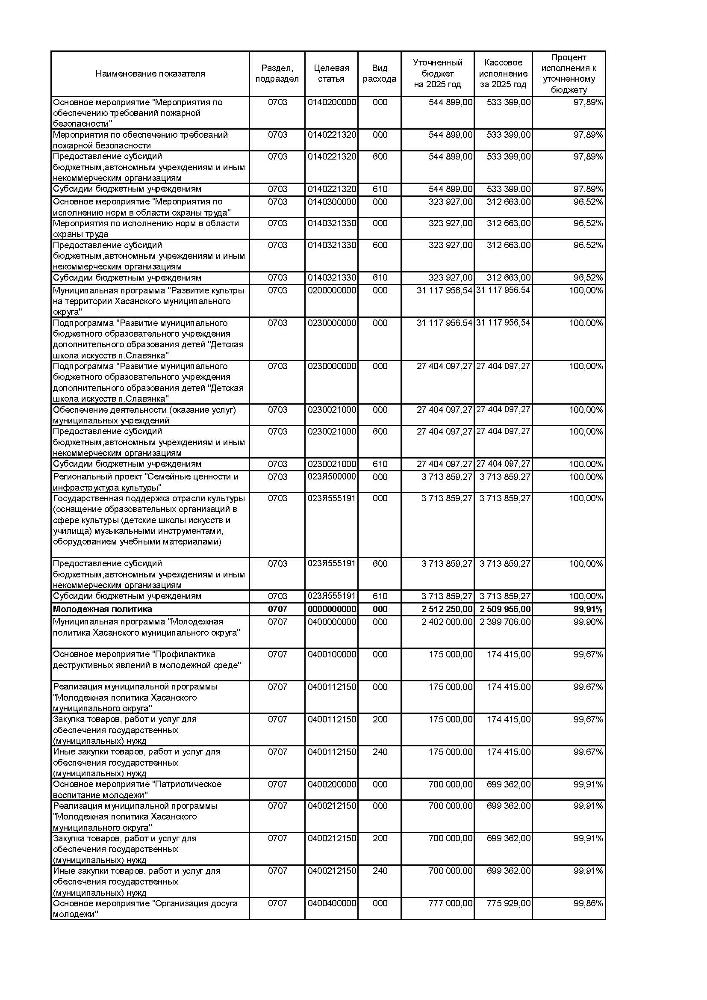 Наименование показателя
Раздел,
подраздел
Целевая
статья
Вид
расхода
Уточненный
бюджет
на 2025 год
Кассовое
исполнение
за 2025 год
Процент
исполнения к
уточненному
бюджету
Основное мероприятие "Мероприятия по 0703 0140200000 000 544 899,00 533 399,00 97,89%
обеспечению требований пожарной
безопасности"
Мероприятия по обеспечению требований 0703 0140221320 000 544 899,00 533 399,00 97,89%
пожарной безопасности
Предоставление субсидий 0703 0140221320 600 544 899,00 533 399,00 97,89%
бюджетным,автономным учреждениям и иным
некоммерческим организациям
Субсидии бюджетным учреждениям 0703 0140221320 610 544 899,00 533 399,00 97,89%
Основное мероприятие "Мероприятия по 0703 0140300000 000 323 927,00 312 663,00 96,52%
исполнению норм в области охраны труда"
Мероприятия по исполнению норм в области 0703 0140321330 000 323 927,00 312 663,00 96,52%
охраны труда
Предоставление субсидий 0703 0140321330 600 323 927,00 312 663,00 96,52%
бюджетным,автономным учреждениям и иным
некоммерческим организациям
Субсидии бюджетным учреждениям 0703 0140321330 610 323 927,00 312 663,00 96,52%
Муниципальная программа "Развитие культры 0703 0200000000 000 31 117 956,54 31 117 956,54 100,00%
на территории Хасанского муниципального
округа"
Подпрограмма "Развитие муниципального 0703 0230000000 000 31 117 956,54 31 117 956,54 100,00%
бюджетного образовательного учреждения
дополнительного образования детей "Детская
школа искусств п.Славянка"
Подпрограмма "Развитие муниципального 0703 0230000000 000 27 404 097,27 27 404 097,27 100,00%
бюджетного образовательного учреждения
дополнительного образования детей "Детская
школа искусств п.Славянка"
Обеспечение деятельности (оказание услуг) 0703 0230021000 000 27 404 097,27 27 404 097,27 100,00%
муниципальных учреждений
Предоставление субсидий 0703 0230021000 600 27 404 097,27 27 404 097,27 100,00%
бюджетным,автономным учреждениям и иным
некоммерческим организациям
Субсидии бюджетным учреждениям 0703 0230021000 610 27 404 097,27 27 404 097,27 100,00%
Региональный проект "Семейные ценности и 0703 023Я500000 000 3 713 859,27 3 713 859,27 100,00%
инфраструктура культуры"
Государственная поддержка отрасли культуры 0703 023Я555191 000 3 713 859,27 3 713 859,27 100,00%
(оснащение образовательных организаций в
сфере культуры (детские школы искусств и
училища) музыкальными инструментами,
оборудованием учебными материалами)
Предоставление субсидий 0703 023Я555191 600 3 713 859,27 3 713 859,27 100,00%
бюджетным,автономным учреждениям и иным
некоммерческим организациям
Субсидии бюджетным учреждениям 0703 023Я555191 610 3 713 859,27 3 713 859,27 100,00%
Молодежная политика 0707 0000000000 000 2 512 250,00 2 509 956,00 99,91%
Муниципальная программа "Молодежная 0707 0400000000 000 2 402 000,00 2 399 706,00 99,90%
политика Хасанского муниципального округа"
Основное мероприятие "Профилактика 0707 0400100000 000 175 000,00 174 415,00 99,67%
деструктивных явлений в молодежной среде"
Реализация муниципальной программы 0707 0400112150 000 175 000,00 174 415,00 99,67%
"Молодежная политика Хасанского
муниципального округа"
Закупка товаров, работ и услуг для 0707 0400112150 200 175 000,00 174 415,00 99,67%
обеспечения государственных
(муниципальных) нужд
Иные закупки товаров, работ и услуг для 0707 0400112150 240 175 000,00 174 415,00 99,67%
обеспечения государственных
(муниципальных) нужд
Основное мероприятие "Патриотическое 0707 0400200000 000 700 000,00 699 362,00 99,91%
воспитание молодежи"
Реализация муниципальной программы 0707 0400212150 000 700 000,00 699 362,00 99,91%
"Молодежная политика Хасанского
муниципального округа"
Закупка товаров, работ и услуг для 0707 0400212150 200 700 000,00 699 362,00 99,91%
обеспечения государственных
(муниципальных) нужд
Иные закупки товаров, работ и услуг для 0707 0400212150 240 700 000,00 699 362,00 99,91%
обеспечения государственных
(муниципальных) нужд
Основное мероприятие "Организация досуга 0707 0400400000 000 777 000,00 775 929,00 99,86%
молодежи"